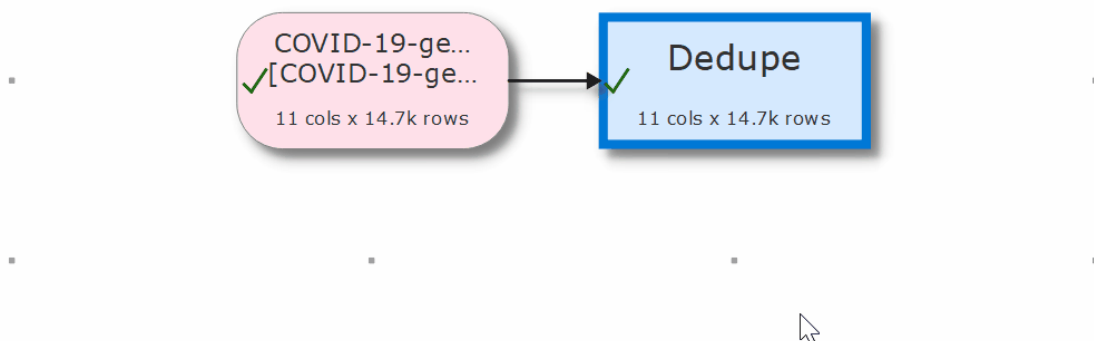 COVID-19-ge...
[COVID-19-ge...
11 cols x 14.7k rows
Dedupe
11 cols x 14.7k rows